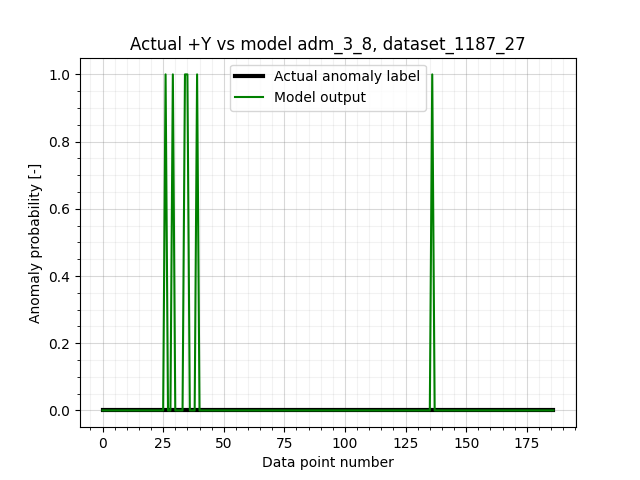 Actual +Y vs model adm_3_8, dataset_1187_27
Actual anomaly label
Model output
Anomaly probability [-]
1.0
0.8
0.6
0.4
0.2
0.0
0 25 50 75 100 125 150 175
Data point number